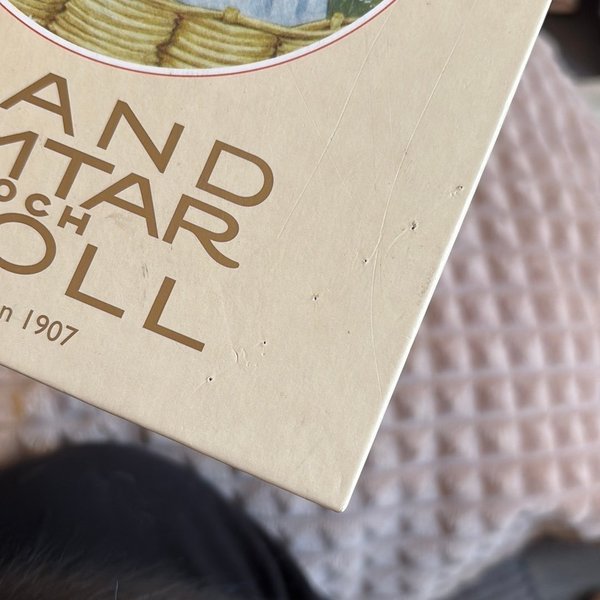 AND
MTAR
OCH
OLL
n 1907